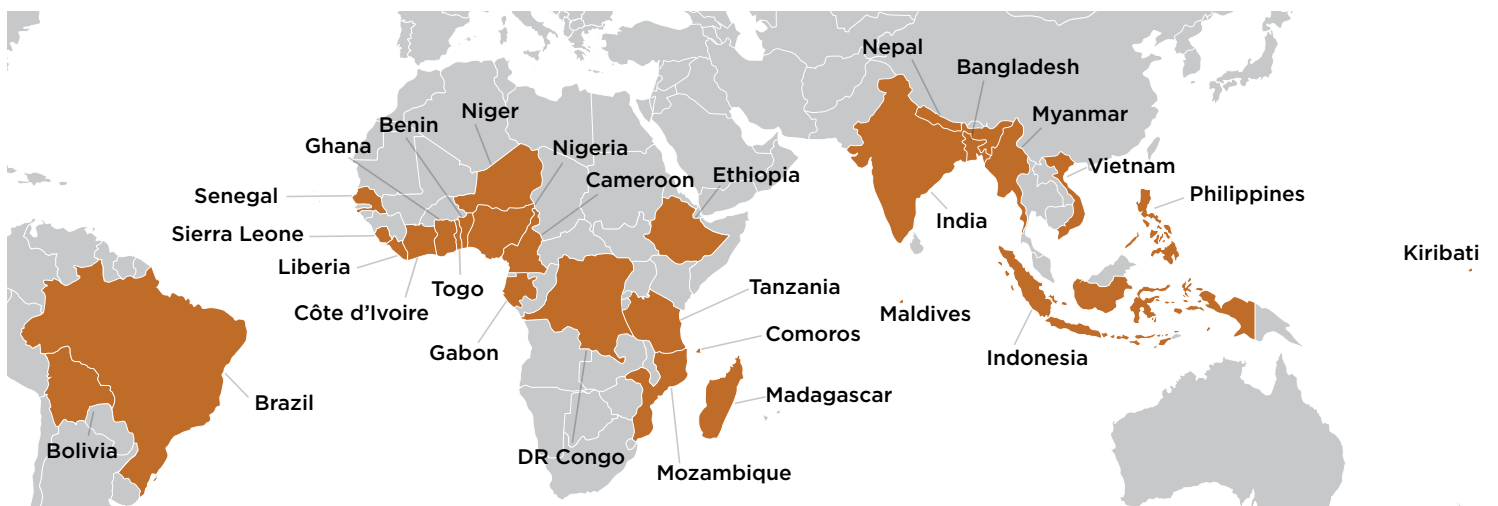 Nepal
Bangladesh
Niger
Myanmar
Benin
Ghana
Nigeria
Vietnam
Cameroon
Ethiopia
Senegal
Philippines
India
Sierra Leone
Kiribati
Liberia
Togo
Tanzania
Côte d’Ivoire
Maldives
Comoros
Gabon
Indonesia
Madagascar
Brazil
Bolivia
DR Congo
Mozambique